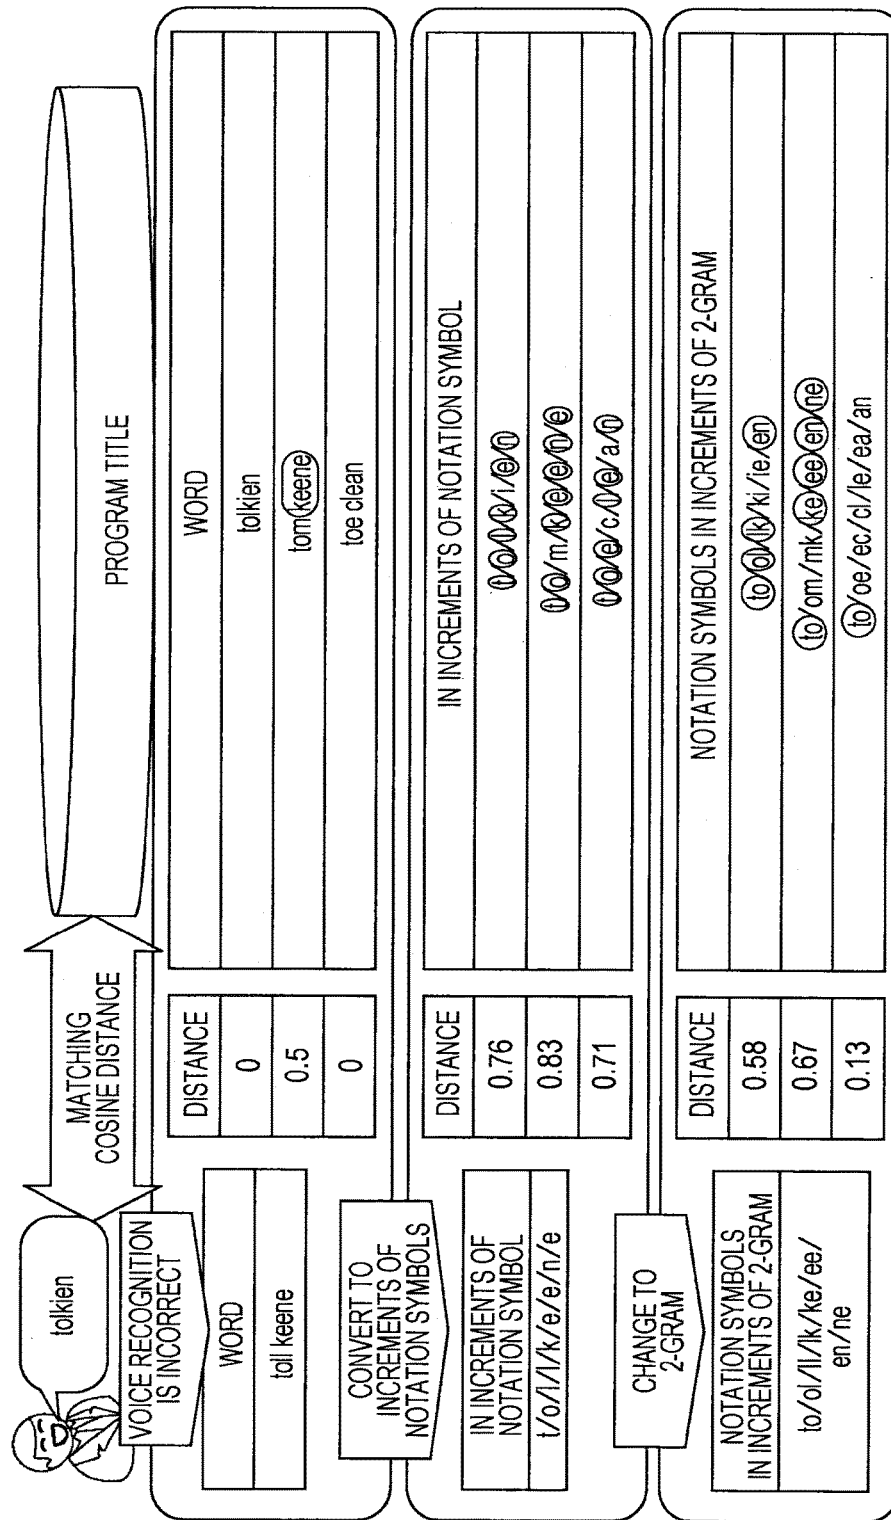 tolkien
MATCHING
COSINE DISTANCE
PROGRAM TITLE
VOICE RECOGNITION
IS INCORRECT
WORD
toll keene
DISTANCE
0
0.5
0
WORD
tolkien
tom keene
toe clean
CONVERT TO
INCREMENTS OF
NOTATION SYMBOLS
IN INCREMENTS OF
NOTATION SYMBOL
t/o/l/l/k/e/e/n/e
DISTANCE
0.76
0.83
0.71
IN INCREMENTS OF NOTATION SYMBOL
t/o/l/k/i/e/n
t/o/m/k/e/e/n/e
t/o/e/c/l/e/a/n
CHANGE TO
2-GRAM
NOTATION SYMBOLS
IN INCREMENTS OF 2-GRAM
to/ol/ll/lk/ke/ee/
en/ne
DISTANCE
0.58
0.67
0.13
NOTATION SYMBOLS IN INCREMENTS OF 2-GRAM
to/ol/lk/ki/ie/en
to/om/mk/ke/ee/en/ne
to/oe/ec/cl/le/ea/an